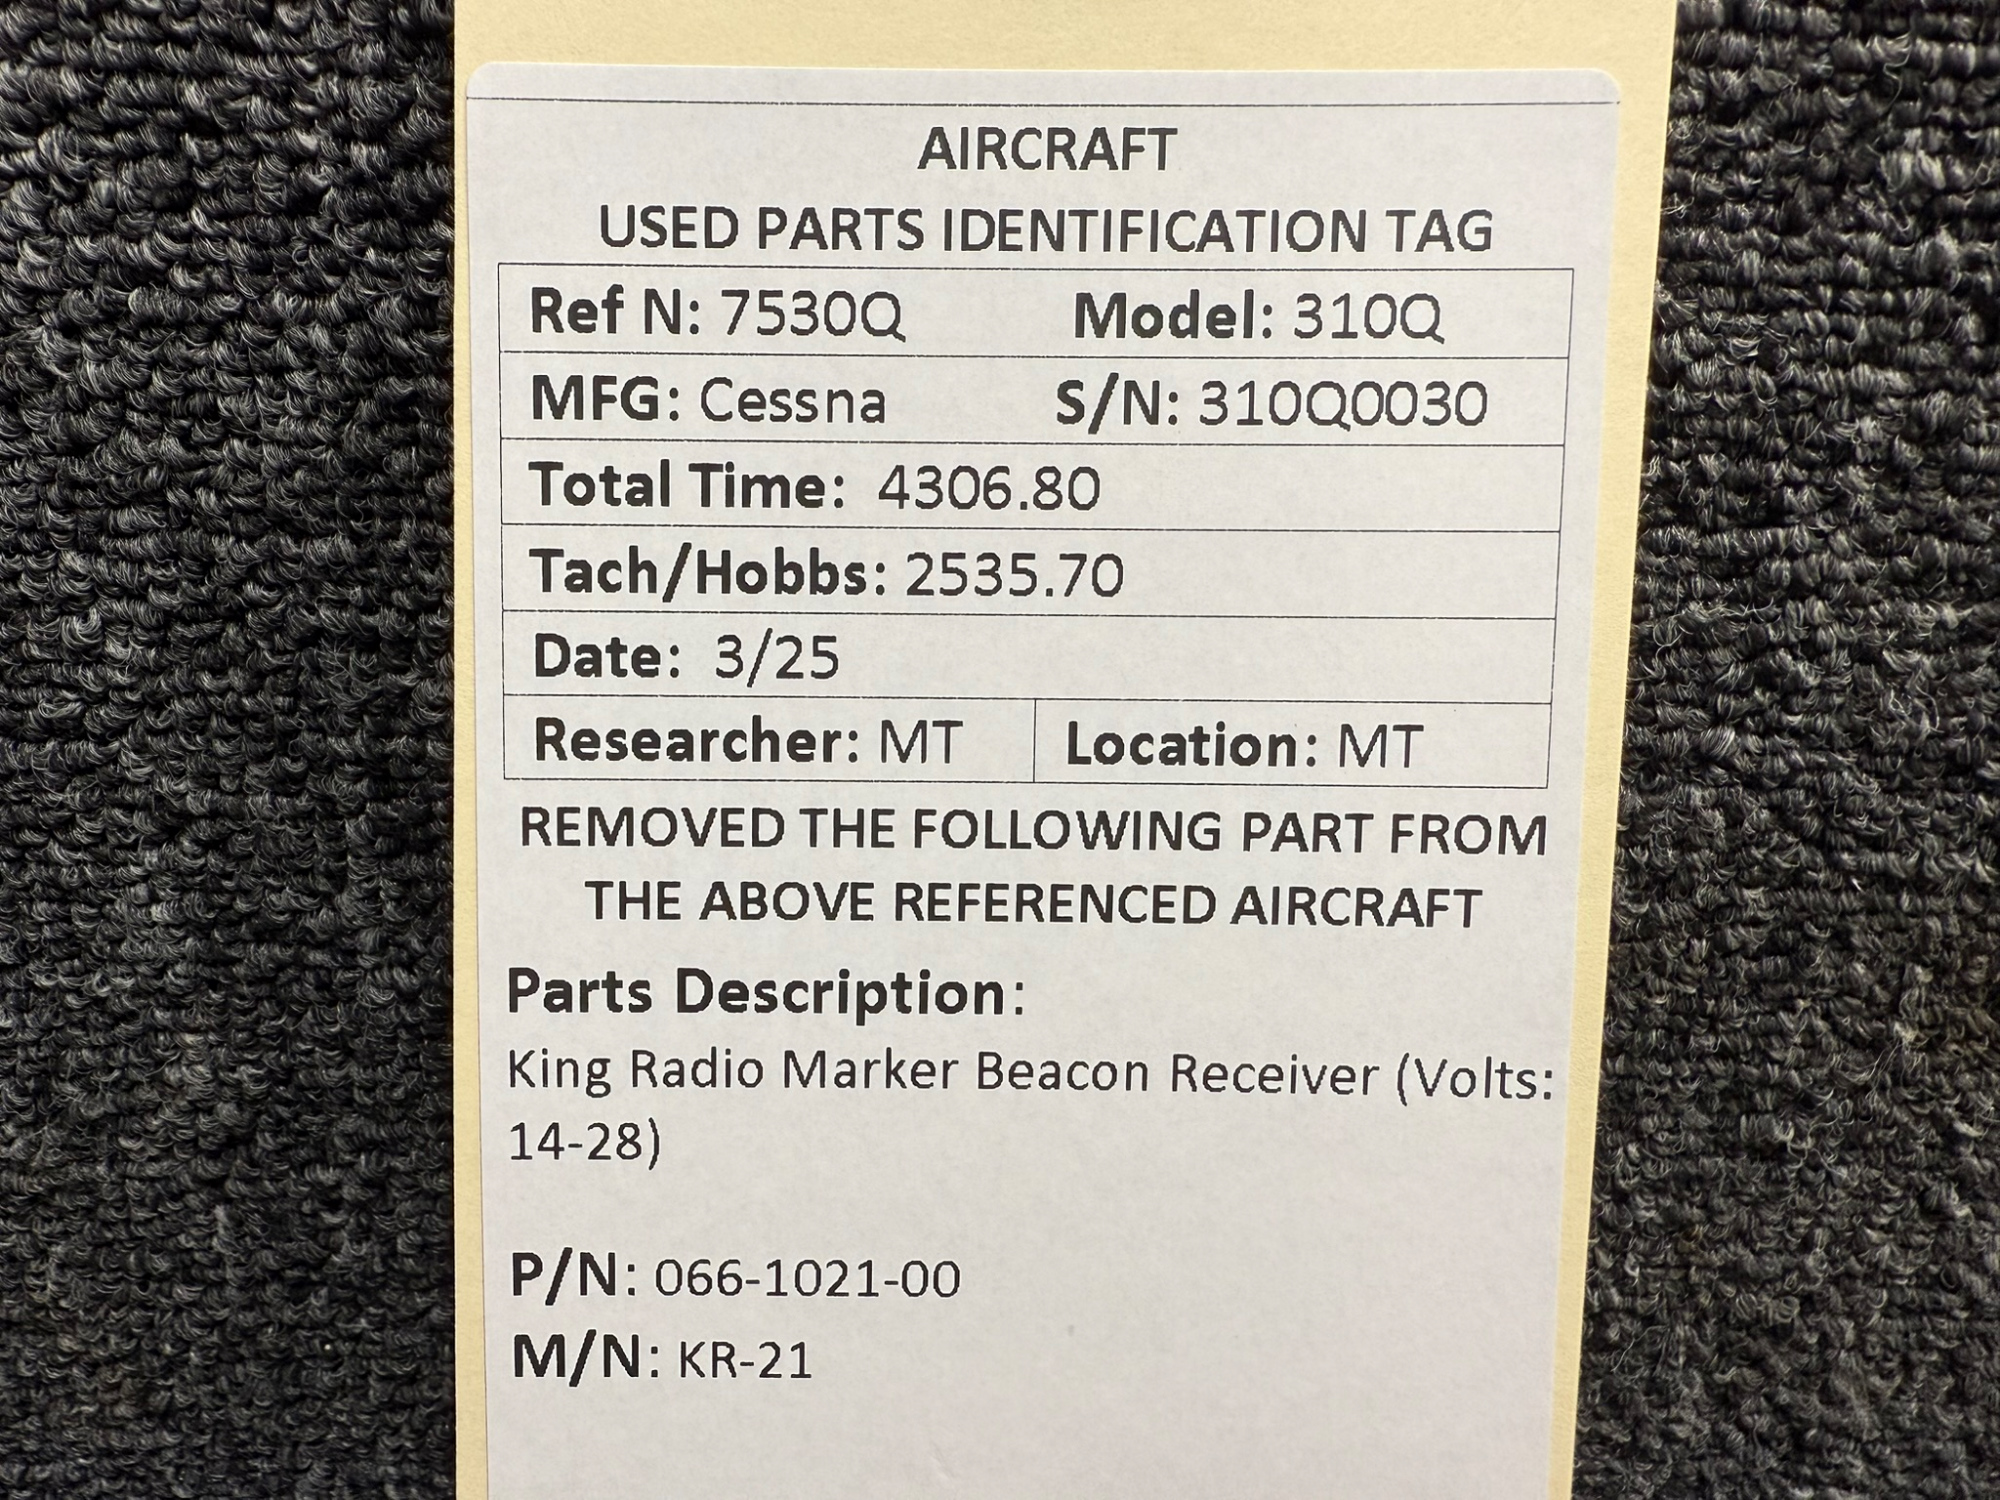 AIRCRAFT
USED PARTS IDENTIFICATION TAG
Ref N: 7530Q Model: 310Q
MFG: Cessna S/N: 310Q0030
Total Time: 4306.80
Tach/Hobbs: 2535.70
Date: 3/25
Researcher: MT Location: MT
REMOVED THE FOLLOWING PART FROM
THE ABOVE REFERENCED AIRCRAFT
Parts Description:
King Radio Marker Beacon Receiver (Volts:
14-28)
P/N: 066-1021-00
M/N: KR-21